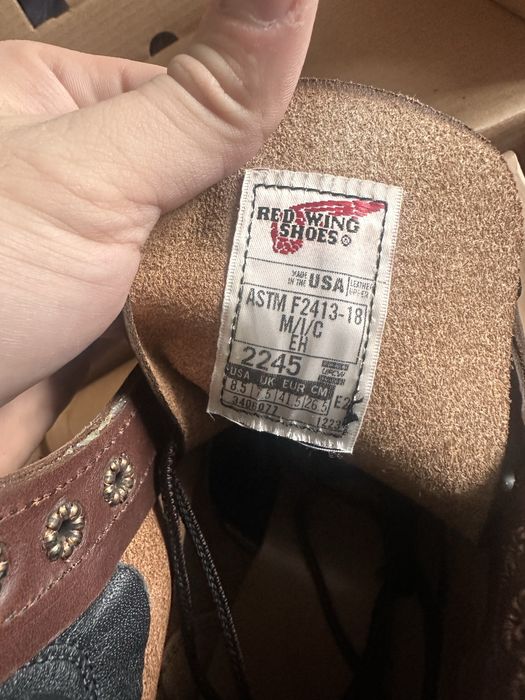 RED WING
SHOES®
MADE IN THE USA LEATHER UPPER
ASTM F2413-18
M/I/C
EH
2245
USA UK EUR CM
8.5 7.5 41.5 26.5 E2